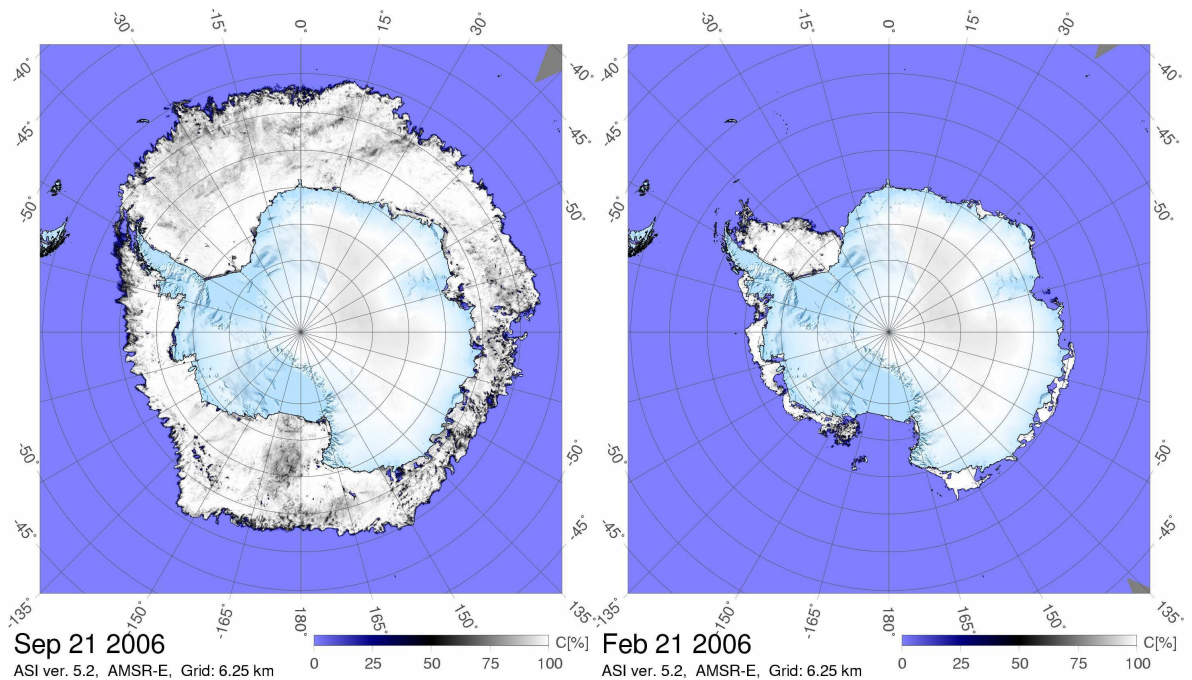 -30° -15° 0° 15° 30° -30° -15° 0° 15° 30°
-40° -40° -40° -40°
-45° -45° -45° -45°
-50° -50° -50° -50°
-50° -50° -50° -50°
-45° -45° -45° -45°
-135° -150° -165° 180° 165° 150° 135° -135° -150° -165° 180° 165° 150° 135°
Sep 21 2006
C[%]
0 25 50 75 100
ASI ver. 5.2, AMSR-E, Grid: 6.25 km
Feb 21 2006
C[%]
0 25 50 75 100
ASI ver. 5.2, AMSR-E, Grid: 6.25 km